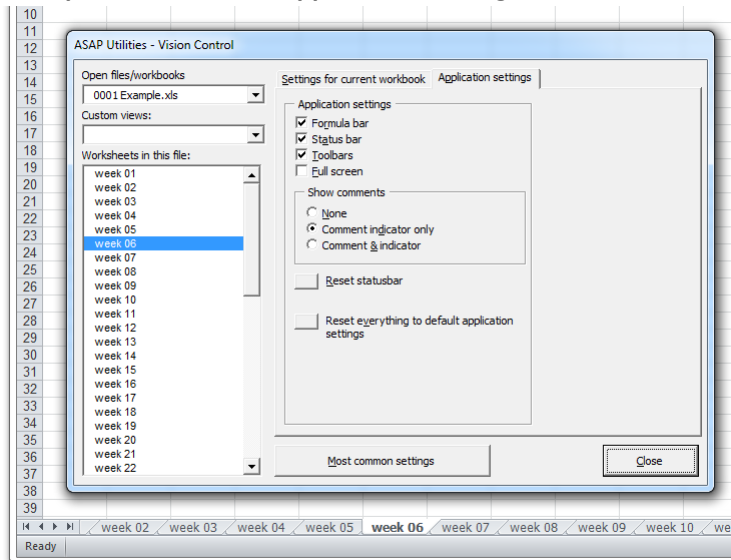 10
11
12
13
14
15
16
17
18
19
20
21
22
23
24
25
26
27
28
29
30
31
32
33
34
35
36
37
38
39
ASAP Utilities - Vision Control
Open files/workbooks
0001 Example.xls
Custom views:
Worksheets in this file:
week 01
week 02
week 03
week 04
week 05
week 06
week 07
week 08
week 09
week 10
week 11
week 12
week 13
week 14
week 15
week 16
week 17
week 18
week 19
week 20
week 21
week 22
Settings for current workbook Application settings
Application settings
Formula bar
Status bar
Toolbars
Full screen
Show comments
None
Comment indicator only
Comment & indicator
Reset statusbar
Reset everything to default application
settings
Most common settings
Close
week 02 week 03 week 04 week 05 week 06 week 07 week 08 week 09 week 10 we
Ready